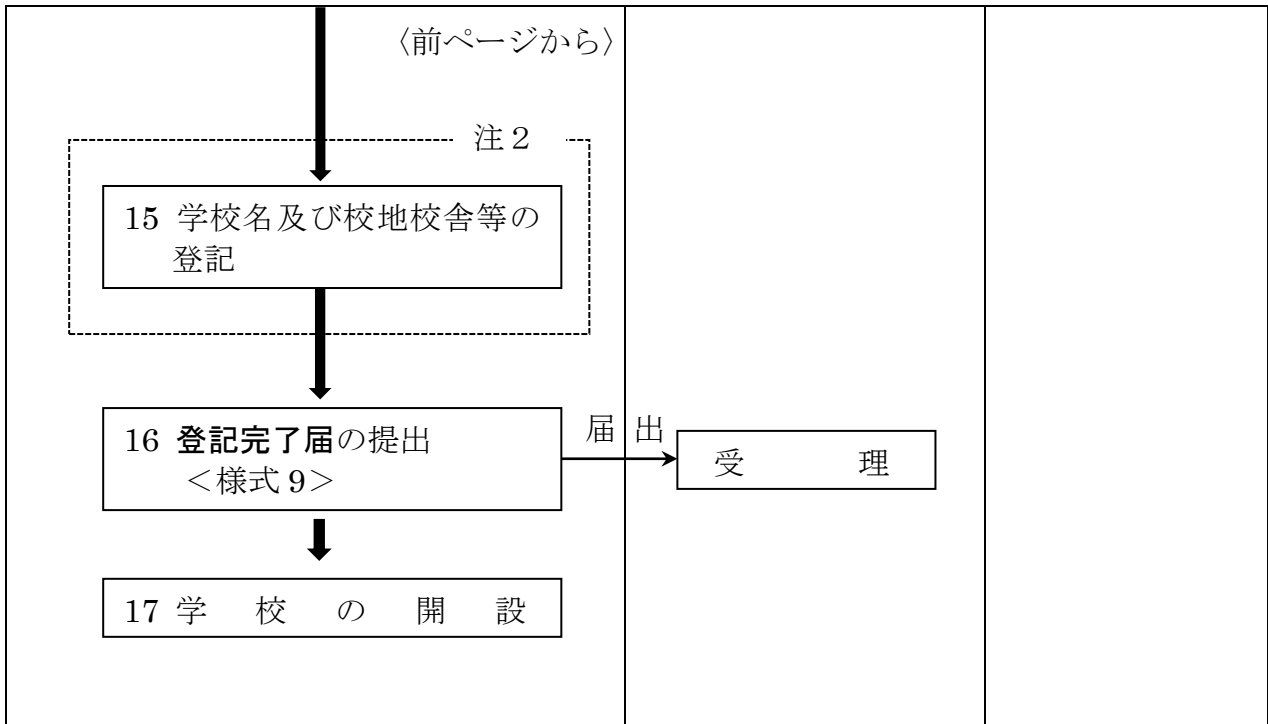 〈前ページから〉
注２
15 学校名及び校地校舎等の
登記
16 登記完了届の提出
＜様式 9＞
届 出
受 理
17 学 校 の 開 設